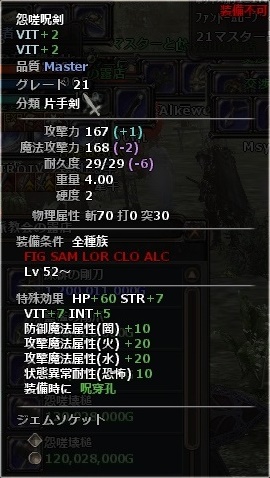 装備不可
怨嗟呪剣
VIT+2
VIT+2
品質 Master
グレード 21
分類 片手剣
攻撃力 167 (+1)
魔法攻撃力 168 (-2)
耐久度 29/29 (-6)
重量 4.00
硬度 2
物理属性 斬70 打0 突30
装備条件 全種族
FIG SAM LOR CLO ALC
Lv 52～
特殊効果 HP+60 STR+7
VIT+7 INT+5
防御魔法属性(闇) +10
攻撃魔法属性(火) +20
攻撃魔法属性(水) +20
状態異常耐性(恐怖) 10
装備時に 呪穿孔
ジェムソケット
怨嗟壊槌
120,028,000G